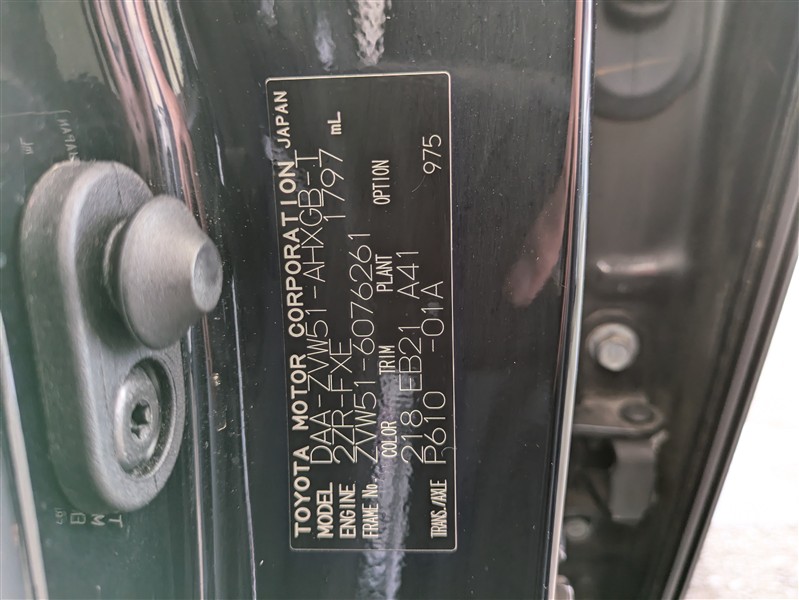 TOYOTA MOTOR CORPORATION JAPAN
MODEL DAA-ZVW51-AHXGB-I
ENGINE 2ZR-FXE 1797 mL
FRAME No. ZVW51-6076261
COLOR TRIM PLANT OPTION
218 EB21 A41
TRANS./AXLE P610 -01A 975